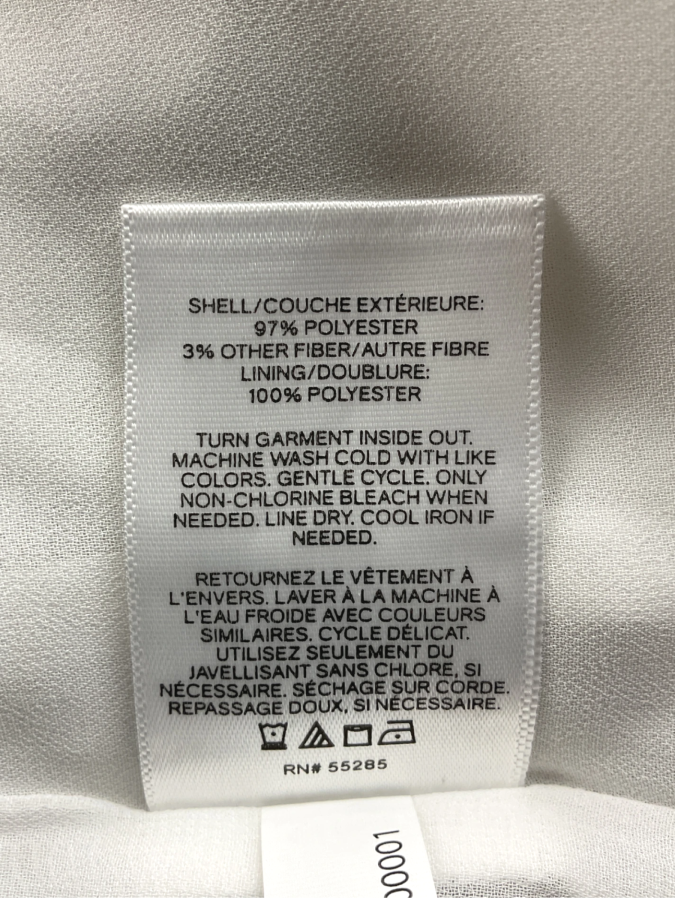 SHELL/COUCHE EXTÉRIEURE:
97% POLYESTER
3% OTHER FIBER/AUTRE FIBRE
LINING/DOUBLURE:
100% POLYESTER
TURN GARMENT INSIDE OUT.
MACHINE WASH COLD WITH LIKE
COLORS. GENTLE CYCLE. ONLY
NON-CHLORINE BLEACH WHEN
NEEDED. LINE DRY. COOL IRON IF
NEEDED.
RETOURNEZ LE VÊTEMENT À
L'ENVERS. LAVER À LA MACHINE À
L'EAU FROIDE AVEC COULEURS
SIMILAIRES. CYCLE DÉLICAT.
UTILISEZ SEULEMENT DU
JAVELLISANT SANS CHLORE, SI
NÉCESSAIRE. SÉCHAGE SUR CORDE.
REPASSAGE DOUX, SI NÉCESSAIRE.
RN# 55285